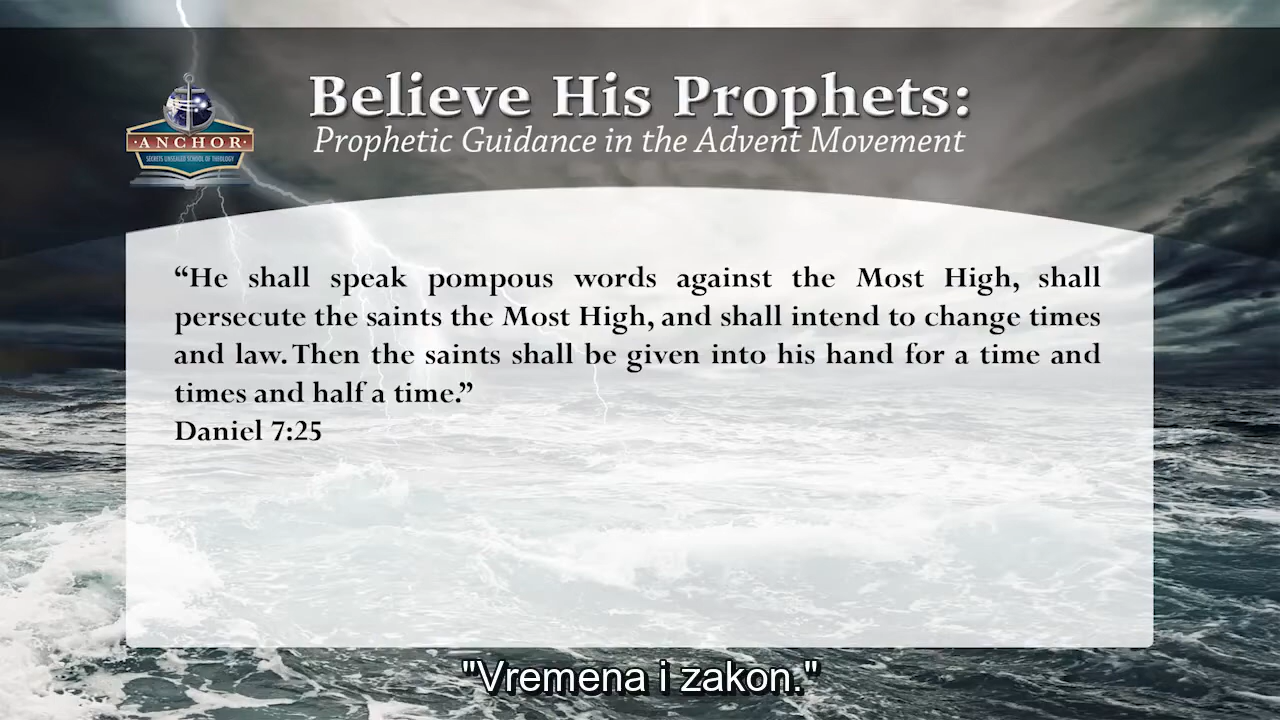 Believe His Prophets:
Prophetic Guidance in the Advent Movement
·ANCHOR·
SECRETS UNSEALED SCHOOL OF THEOLOGY
“He shall speak pompous words against the Most High, shall
persecute the saints the Most High, and shall intend to change times
and law. Then the saints shall be given into his hand for a time and
times and half a time.”
Daniel 7:25
"Vremena i zakon."